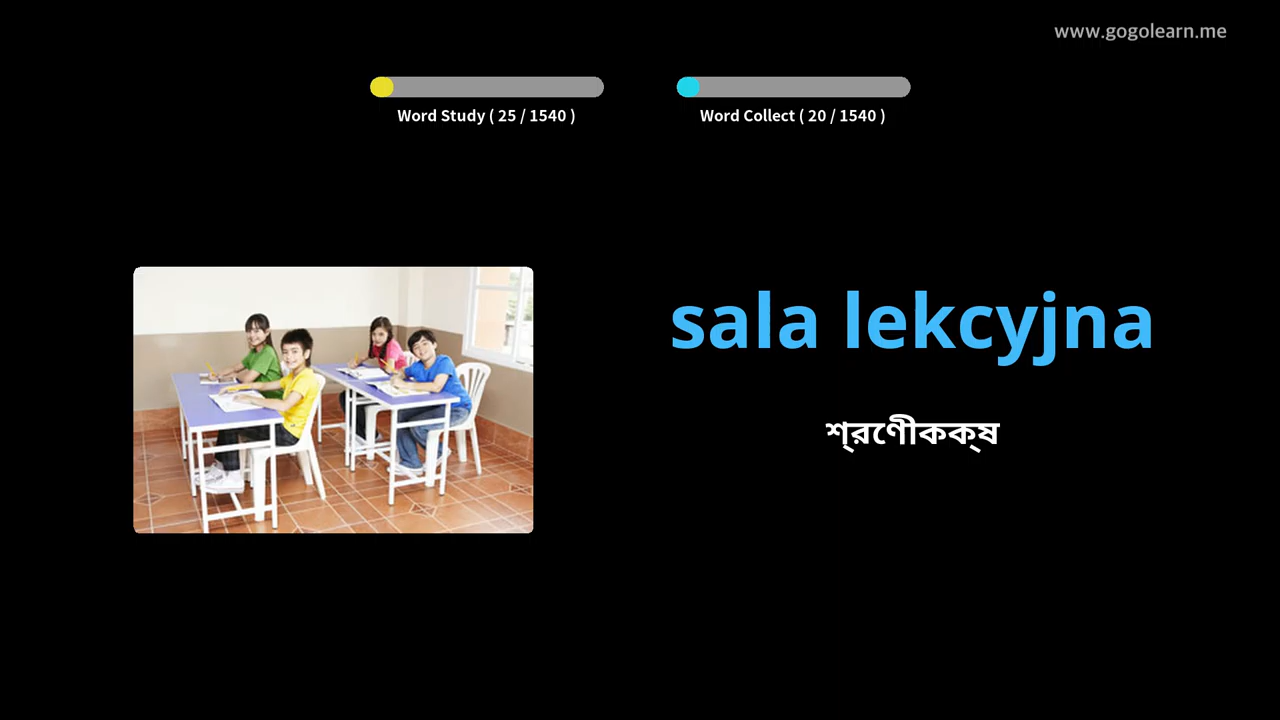 www.gogolearn.me
Word Study ( 25 / 1540 )
Word Collect ( 20 / 1540 )
sala lekcyjna
শ্রেণীকক্ষ